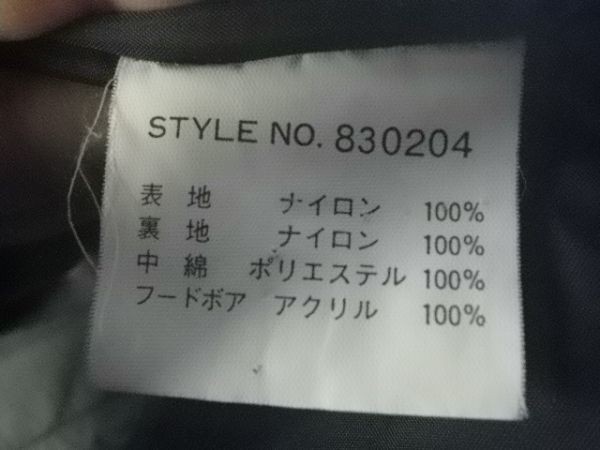 STYLE NO. 830204
表 地 ナイロン 100%
裏 地 ナイロン 100%
中 綿 ポリエステル 100%
フードボア アクリル 100%